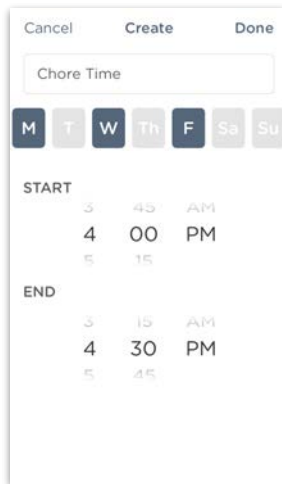 Cancel Create Done
Chore Time
M T W Th F Sa Su
START
3 45 AM
4 00 PM
5 15
END
3 15 AM
4 30 PM
5 45